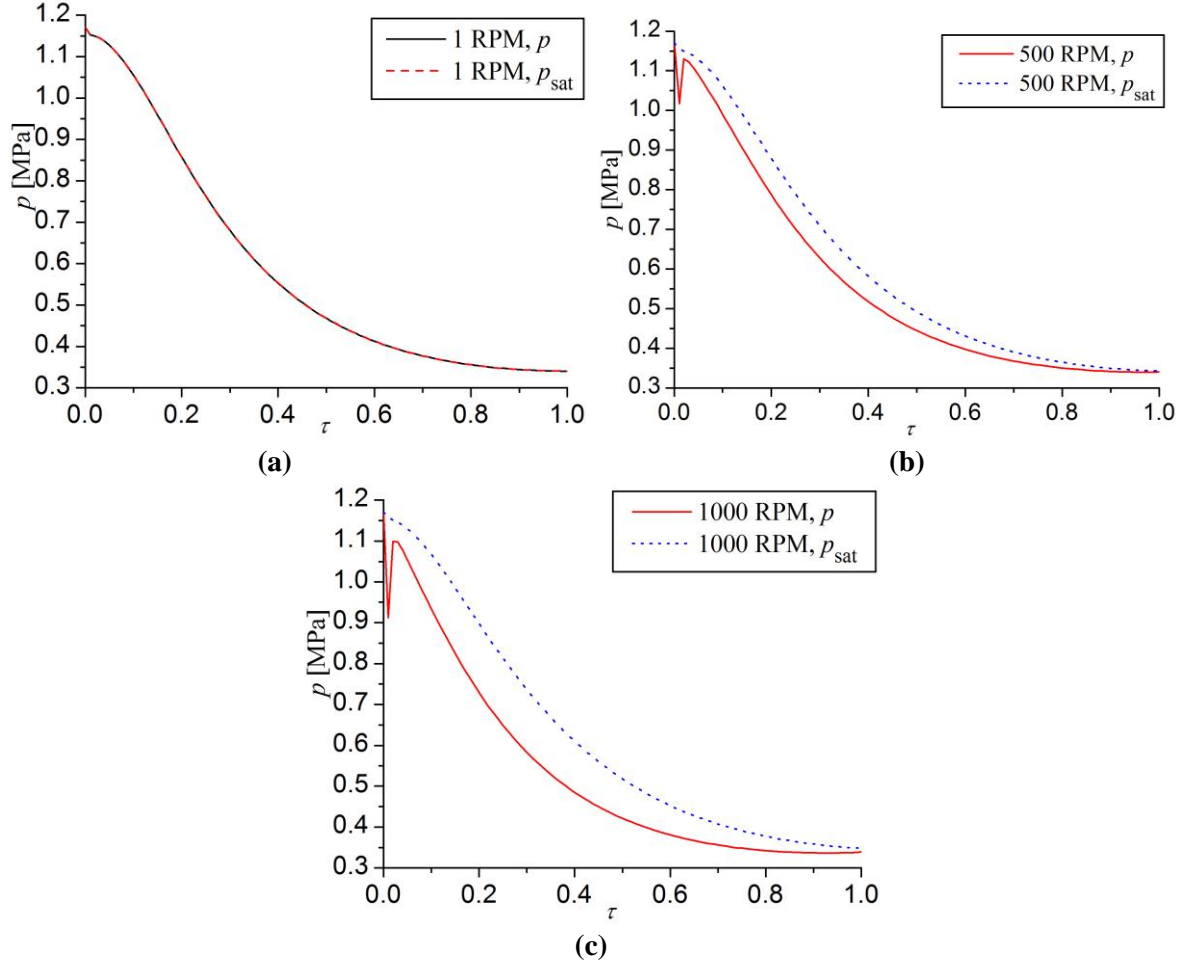 1.2
1.1
1.0
0.9
0.8
0.7
0.6
0.5
0.4
0.3
p [MPa]
0.0 0.2 0.4 0.6 0.8 1.0
τ
1 RPM, p
1 RPM, psat
(a)
1.2
1.1
1.0
0.9
0.8
0.7
0.6
0.5
0.4
0.3
p [MPa]
0.0 0.2 0.4 0.6 0.8 1.0
τ
500 RPM, p
500 RPM, psat
(b)
1.2
1.1
1.0
0.9
0.8
0.7
0.6
0.5
0.4
0.3
p [MPa]
0.0 0.2 0.4 0.6 0.8 1.0
τ
1000 RPM, p
1000 RPM, psat
(c)